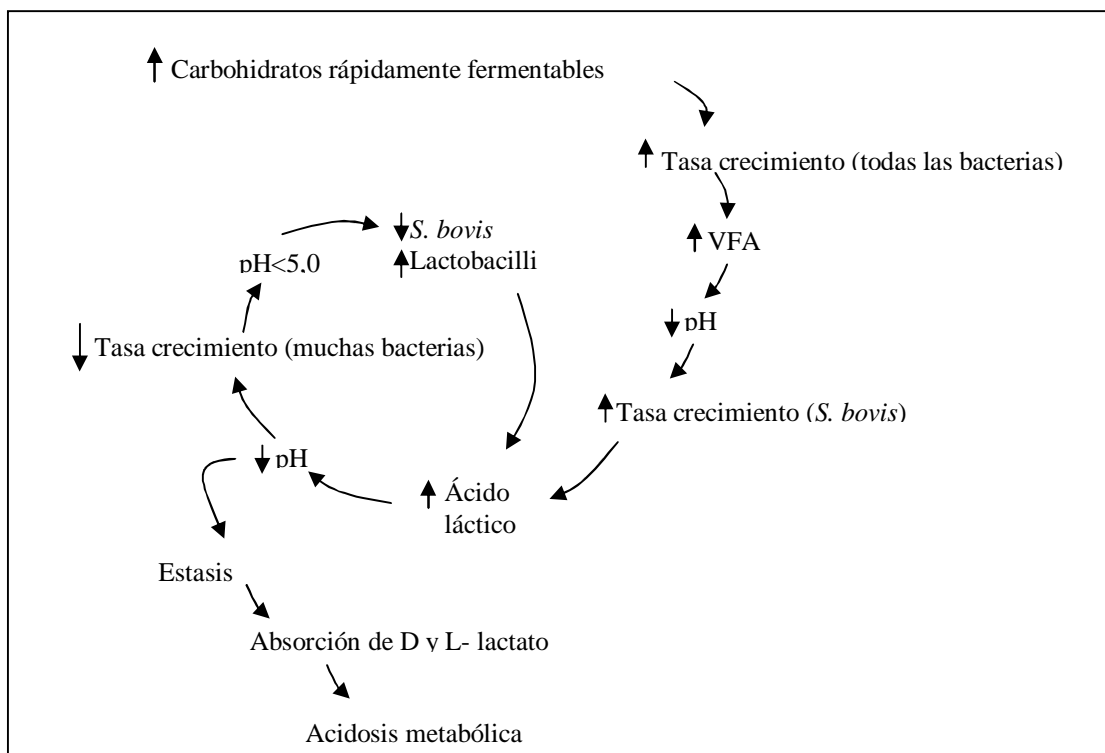 Carbohidratos rápidamente fermentables
Tasa crecimiento (todas las bacterias)
VFA
pH
Tasa crecimiento (S. bovis)
Ácido
láctico
pH
Tasa crecimiento (muchas bacterias)
pH<5,0
S. bovis
Lactobacilli
Estasis
Absorción de D y L- lactato
Acidosis metabólica